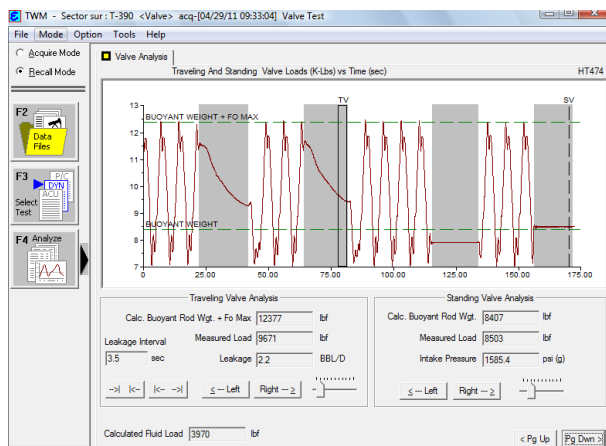 TWM - Sector sur : T-390 <Valve> acq-[04/29/11 09:33:04] Valve Test
File Mode Option Tools Help
Acquire Mode
Recall Mode
F2
Data
Files
F3
P/C
DYN
ACU
Select
Test
F4 Analyze
Valve Analysis
Traveling And Standing Valve Loads (K-Lbs) vs Time (sec) HT474
TV SV
13
BUOYANT WEIGHT + FO MAX
12
11
10
9
BUOYANT WEIGHT
8
7
0 25.00 50.00 75.00 100.00 125.00 150.00 175.00
Traveling Valve Analysis
Calc. Buoyant Rod Wgt. + Fo Max 12377 lbf
Leakage Interval
Measured Load 9671 lbf
3.5 sec
Leakage 2.2 BBL/D
-->| |<-- |<-- -->| < --- Left Right --- >
Standing Valve Analysis
Calc. Buoyant Rod Wgt. 8407 lbf
Measured Load 8503 lbf
Intake Pressure 1585.4 psi (g)
< --- Left Right --- >
Calculated Fluid Load 3970 lbf
< Pg Up Pg Dwn >